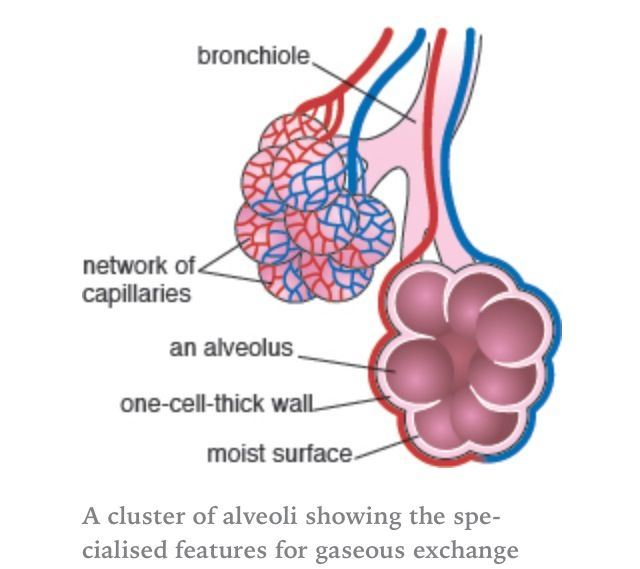 bronchiole
network of
capillaries
an alveolus
one-cell-thick wall
moist surface
A cluster of alveoli showing the spe-
cialised features for gaseous exchange